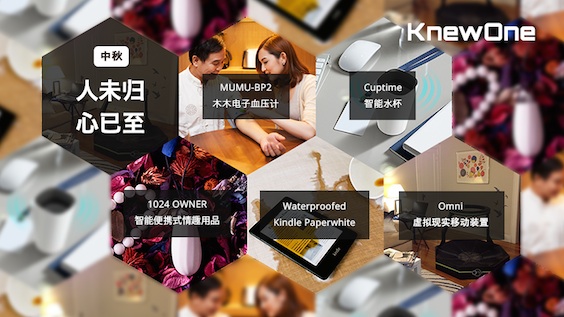 KnewOne
中秋
人未归
心已至
MUMU-BP2
木木电子血压计
Cuptime
智能水杯
1024 OWNER
智能便携式情趣用品
Waterproofed
Kindle Paperwhite
Omni
虚拟现实移动装置